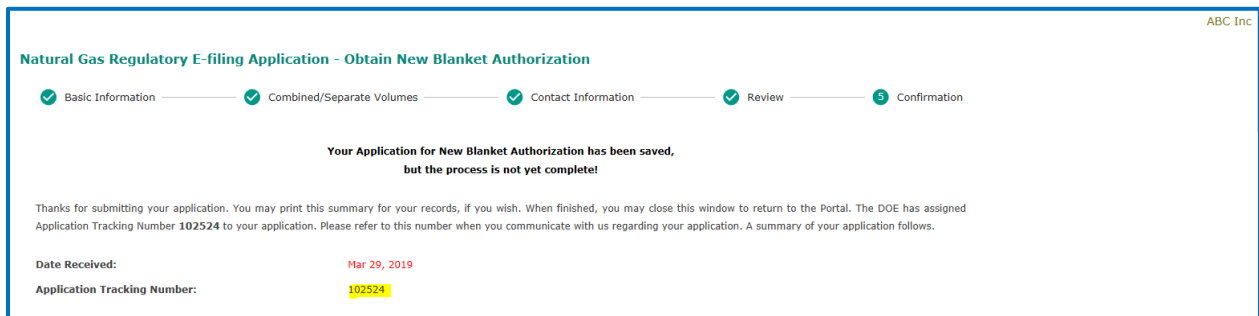 ABC Inc
Natural Gas Regulatory E-filing Application - Obtain New Blanket Authorization
Basic Information Combined/Separate Volumes Contact Information Review 5 Confirmation
Your Application for New Blanket Authorization has been saved,
but the process is not yet complete!
Thanks for submitting your application. You may print this summary for your records, if you wish. When finished, you may close this window to return to the Portal. The DOE has assigned
Application Tracking Number 102524 to your application. Please refer to this number when you communicate with us regarding your application. A summary of your application follows.
Date Received: Mar 29, 2019
Application Tracking Number: 102524